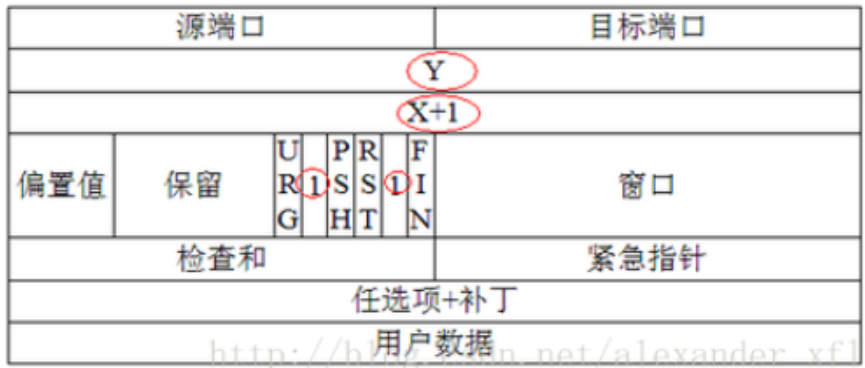 源端口 目标端口
Y
X+1
偏置值 保留 URG 1 PSH RST 1 FIN 窗口
检查和 紧急指针
任选项+补丁
用户数据
http://blog.csdn.net/alexander_xfl